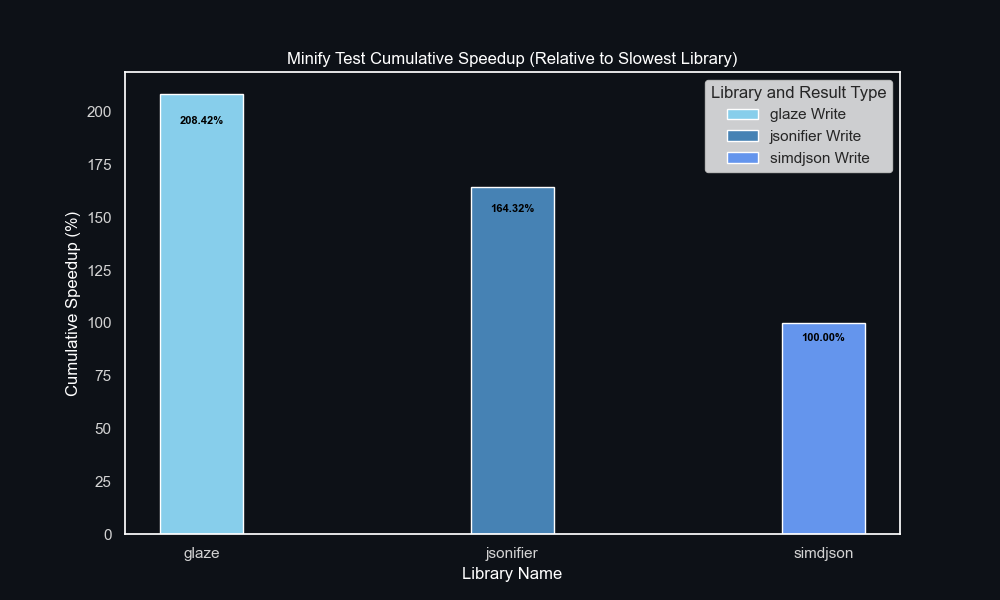 Minify Test Cumulative Speedup (Relative to Slowest Library)
Library and Result Type
glaze Write
jsonifier Write
simdjson Write
Cumulative Speedup (%)
200
175
150
125
100
75
50
25
0
208.42%
164.32%
100.00%
glaze
jsonifier
simdjson
Library Name